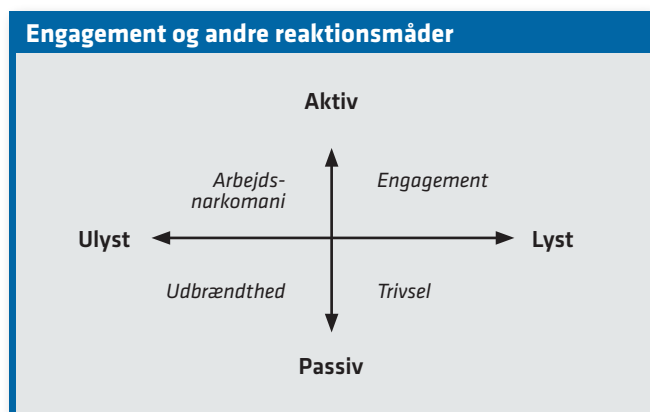 Engagement og andre reaktionsmåder
Aktiv
Arbejds-
narkomani
Engagement
Ulyst
Lyst
Udbrændthed
Trivsel
Passiv